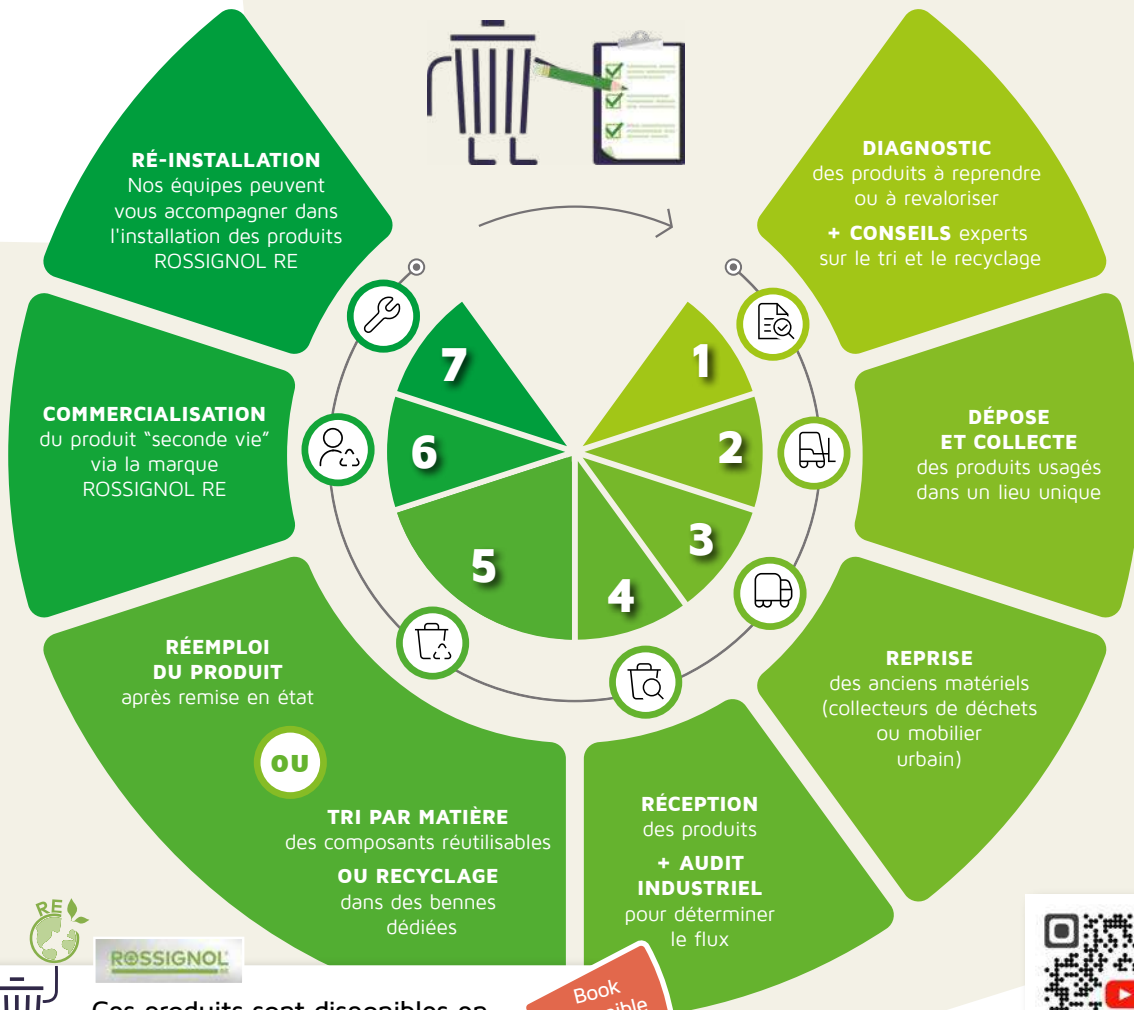 DIAGNOSTIC
des produits à reprendre
ou à revaloriser
+ CONSEILS experts
sur le tri et le recyclage
DÉPOSE
ET COLLECTE
des produits usagés
dans un lieu unique
REPRISE
des anciens matériels
(collecteurs de déchets
ou mobilier
urbain)
RÉCEPTION
des produits
+ AUDIT
INDUSTRIEL
pour déterminer
le flux
RÉEMPLOI
DU PRODUIT
après remise en état
OU
TRI PAR MATIÈRE
des composants réutilisables
OU RECYCLAGE
dans des bennes
dédiées
COMMERCIALISATION
du produit "seconde vie"
via la marque
ROSSIGNOL RE
RÉ-INSTALLATION
Nos équipes peuvent
vous accompagner dans
l'installation des produits
ROSSIGNOL RE
1
2
3
4
5
6
7
RE
ROSSIGNOL
Ces produits sont disponibles en
Book